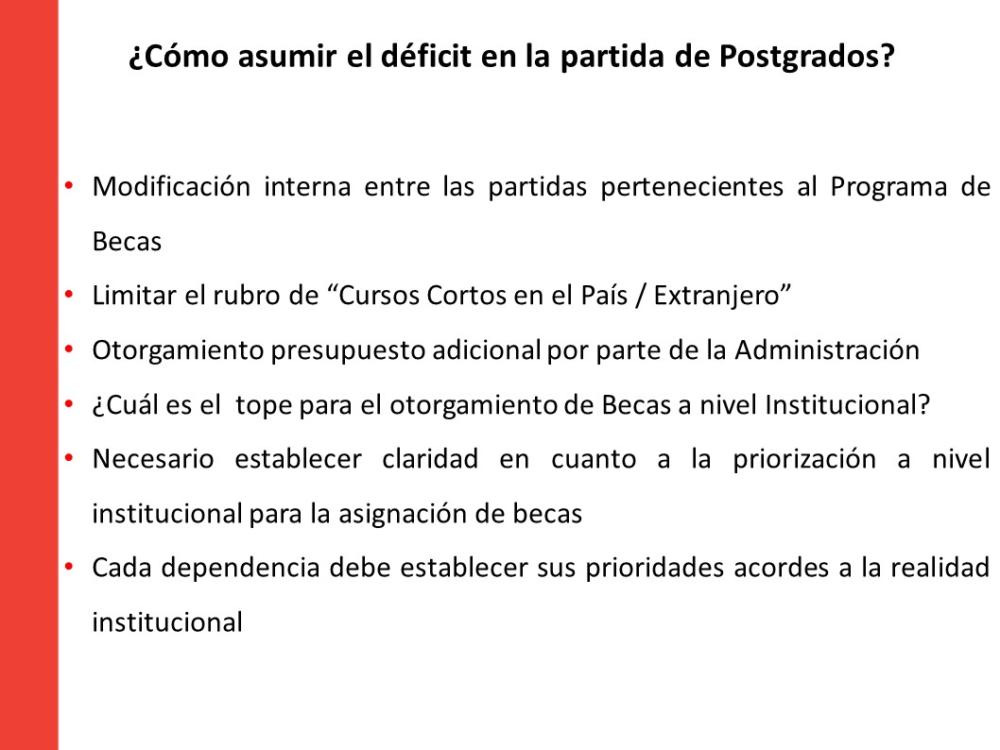 ¿Cómo asumir el déficit en la partida de Postgrados?
• Modificación interna entre las partidas pertenecientes al Programa de
Becas
• Limitar el rubro de “Cursos Cortos en el País / Extranjero”
• Otorgamiento presupuesto adicional por parte de la Administración
• ¿Cuál es el  tope para el otorgamiento de Becas a nivel Institucional?
• Necesario establecer claridad en cuanto a la priorización a nivel
institucional para la asignación de becas
• Cada dependencia debe establecer sus prioridades acordes a la realidad
institucional